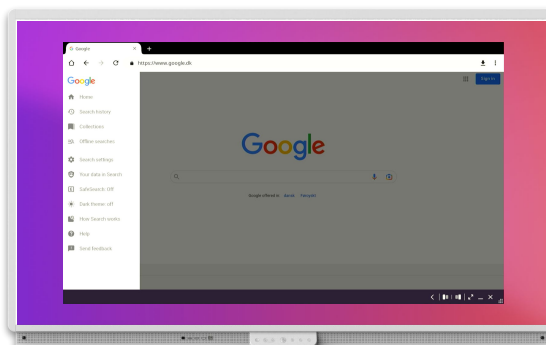 G Google × +
https://www.google.dk
Google
Sign in
Home
Search history
Collections
Offline searches
Search settings
Your data in Search
SafeSearch: Off
Dark theme: off
How Search works
Help
Send feedback
Google
Google offered in: dansk Føroyskt